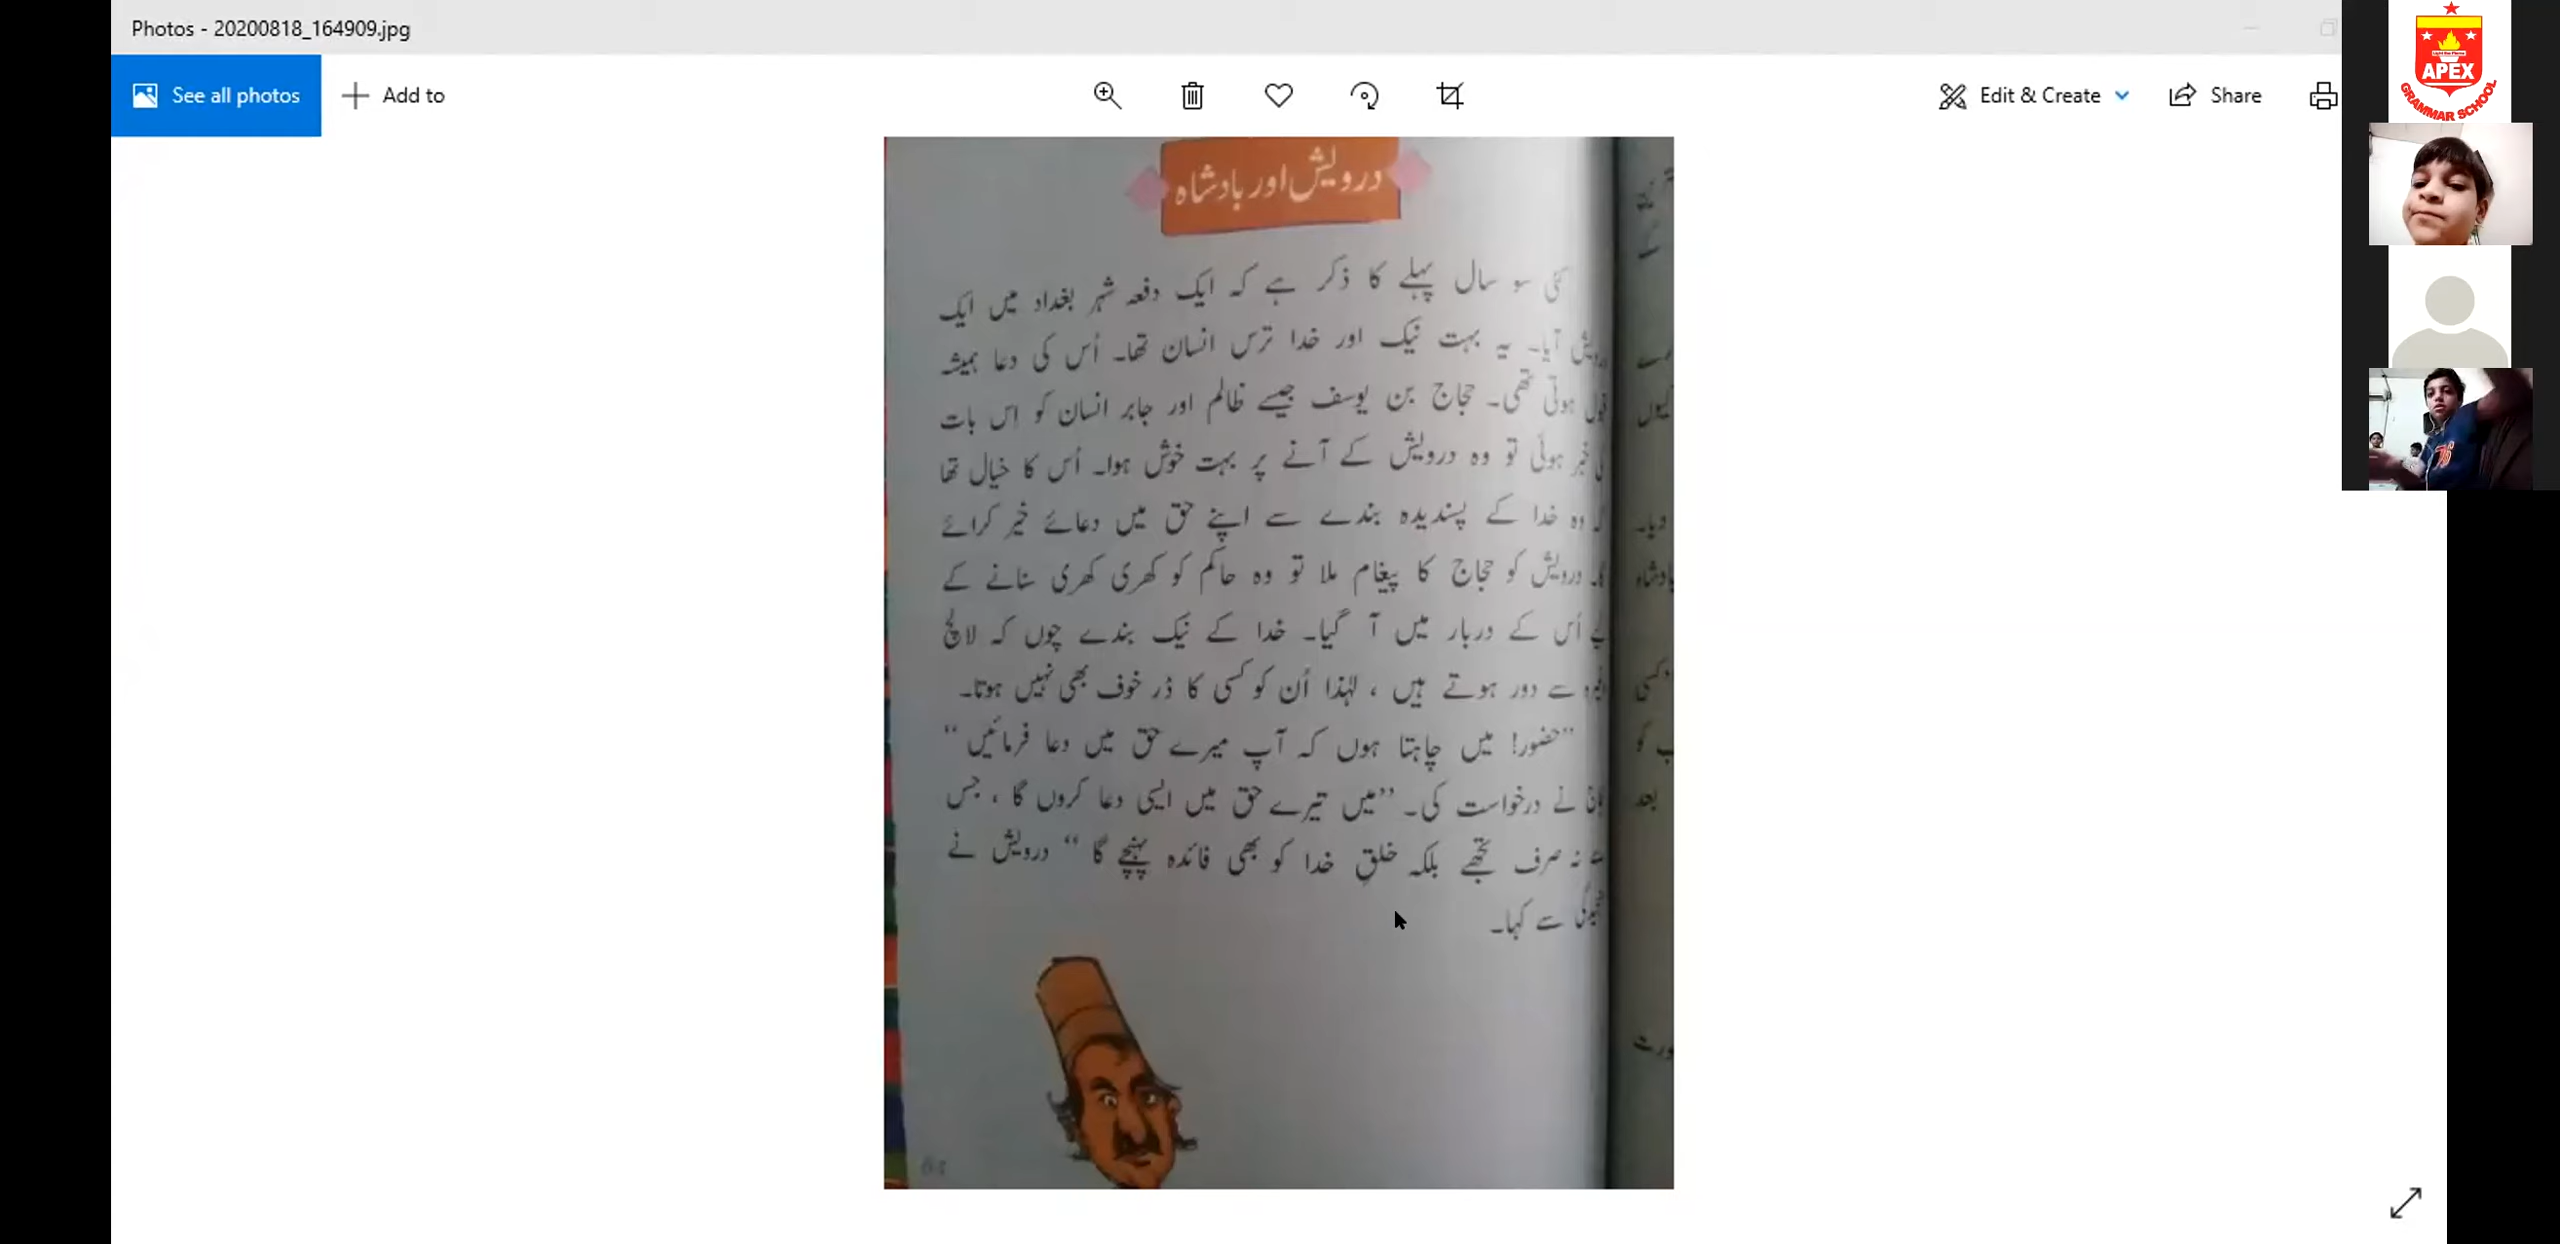 Photos - 20200818_164909.jpg
See all photos
Add to
Edit & Create
Share
APEX
GRAMMAR SCHOOL
درویش اور بادشاہ
کئی سو سال پہلے کا ذکر ہے کہ ایک دفعہ شہر بغداد میں ایک
درویش آیا۔ یہ بہت نیک اور خدا ترس انسان تھا۔ اُس کی دعا ہمیشہ
قبول ہوتی تھی۔ حجاج بن یوسف جیسے ظالم اور جابر انسان کو اس بات
کی خبر ہوئی تو وہ درویش کے آنے پر بہت خوش ہوا۔ اُس کا خیال تھا
کہ وہ خدا کے پسندیدہ بندے سے اپنے حق میں دعائے خیر کرائے
گا۔ درویش کو حجاج کا پیغام ملا تو وہ حاکم کو کھری کھری سنانے کے
لیے اُس کے دربار میں آ گیا۔ خدا کے نیک بندے چوں کہ لالچ
وغیرہ سے دور ہوتے ہیں ، لہٰذا اُن کو کسی کا ڈر خوف بھی نہیں ہوتا۔
”حضور! میں چاہتا ہوں کہ آپ میرے حق میں دعا فرمائیں“
نے درخواست کی۔ ”میں تیرے حق میں ایسی دعا کروں گا ، جس
سے نہ صرف تجھے بلکہ خلقِ خدا کو بھی فائدہ پہنچے گا“ درویش نے
سنجیدگی سے کہا۔
کیوں
دیا۔
بادشاہ
کسی
کو
بعد